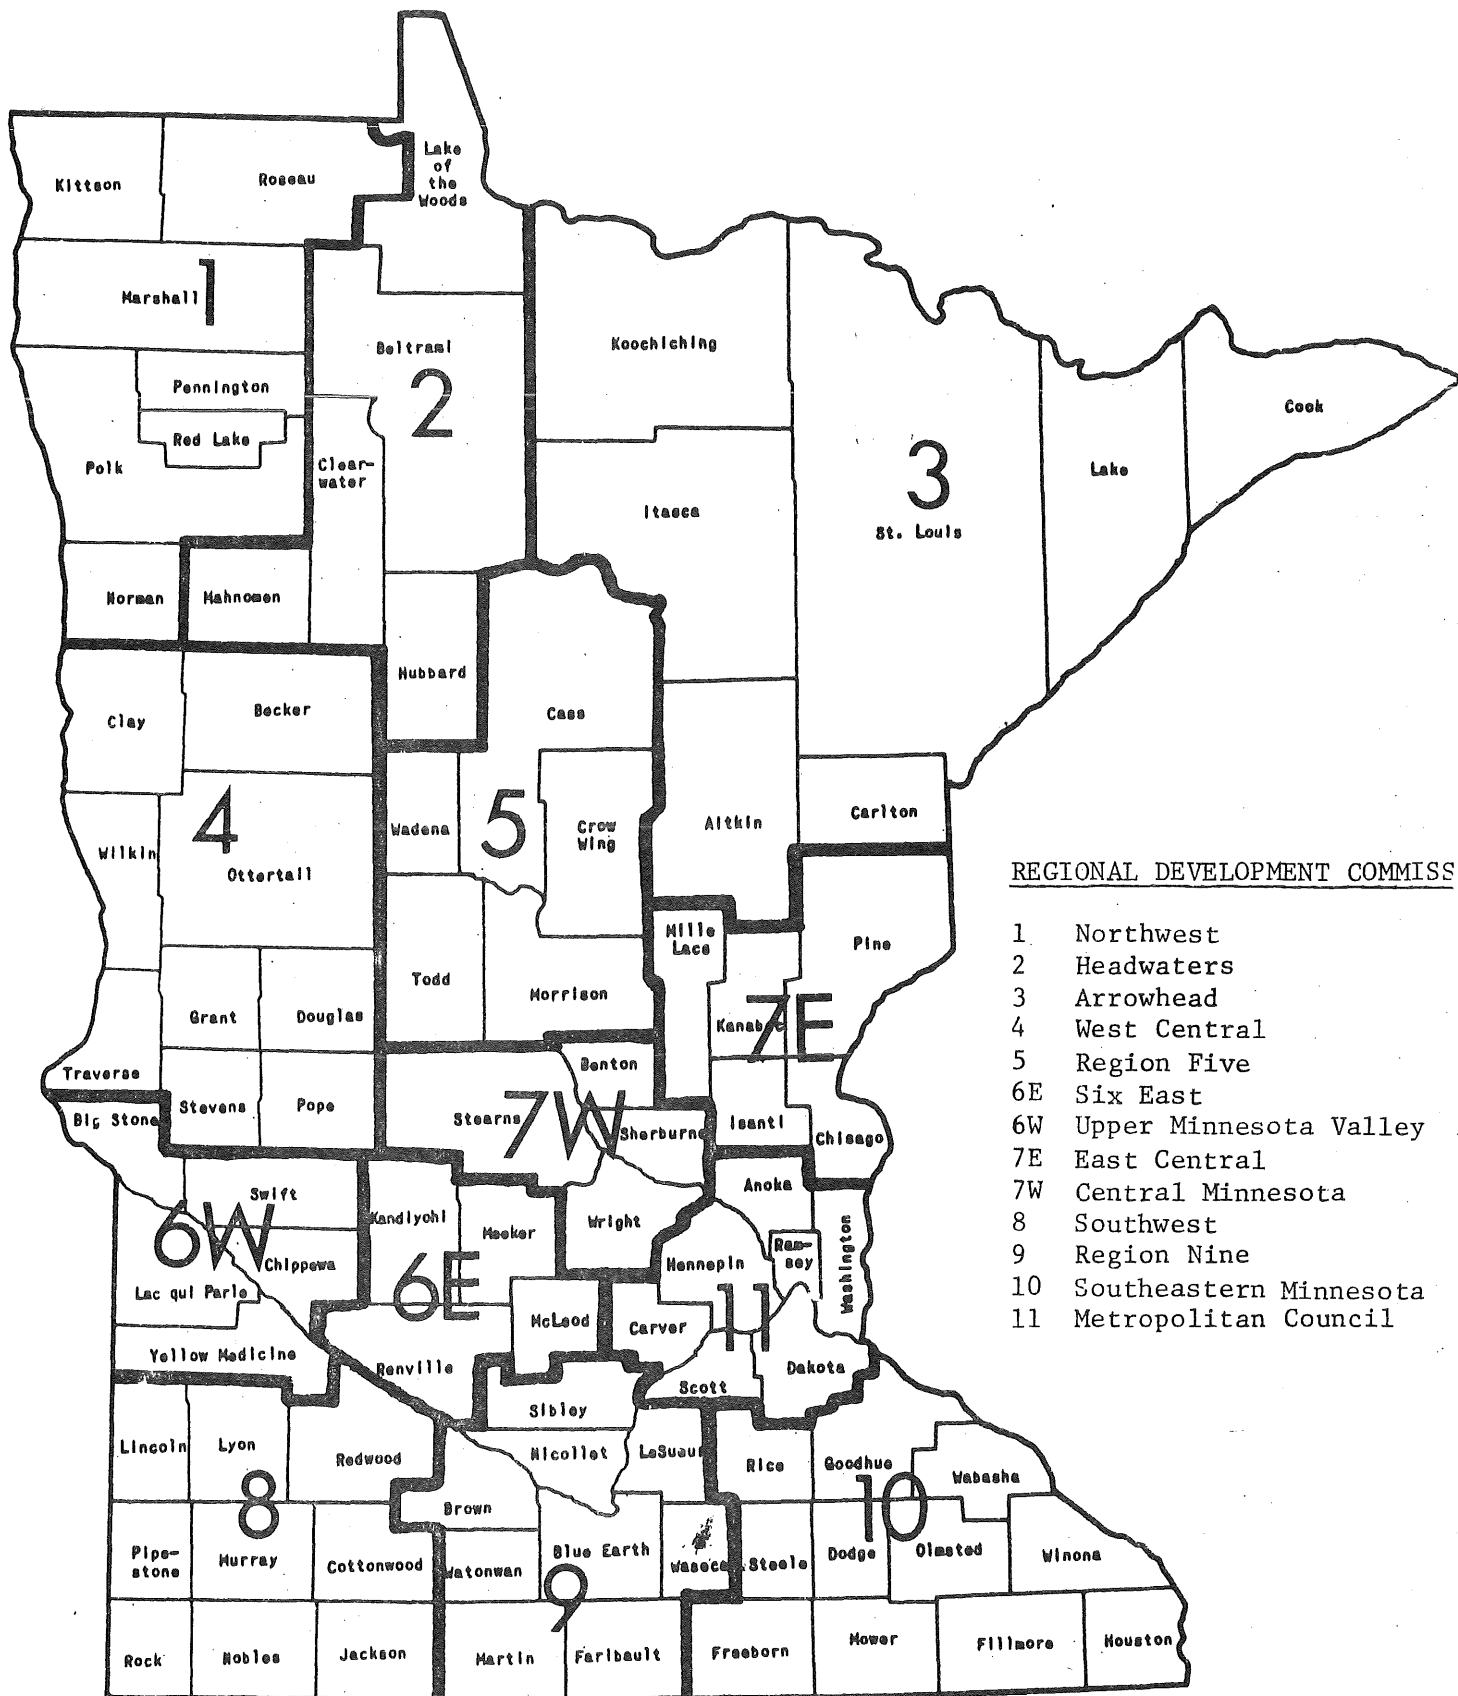 Kittson
Roseau
Lake
of
the
Woods
1
Marshall
Beltrami
Koochiching
Pennington
2
Red Lake
Polk
Clear-
water
Cook
3
Lake
Itasca
St. Louis
Norman
Mahnomen
Hubbard
Clay
Becker
Cass
4
Wadena
5
Crow
Wing
Aitkin
Carlton
Wilkin
Ottertail
Mille
Lacs
Pine
Todd
Morrison
Grant
Douglas
Kanabec
7E
Traverse
Benton
Big Stone
Stevens
Pope
Stearns
7W
Sherburne
Isanti
Chisago
Swift
Anoka
6W
Kandiyohi
Meeker
Wright
Chippewa
6E
Hennepin
Ram-
sey
Washington
Lac qui Parle
McLeod
Carver
11
Yellow Medicine
Renville
Dakota
Scott
Sibley
Lincoln
Lyon
Redwood
Nicollet
LeSueur
Rice
Goodhue
Wabasha
8
Brown
10
Pipe-
stone
Murray
Cottonwood
Watonwan
Blue Earth
Waseca
Steele
Dodge
Olmsted
Winona
9
Rock
Nobles
Jackson
Martin
Faribault
Freeborn
Mower
Fillmore
Houston
REGIONAL DEVELOPMENT COMMISS
1 Northwest
2 Headwaters
3 Arrowhead
4 West Central
5 Region Five
6E Six East
6W Upper Minnesota Valley
7E East Central
7W Central Minnesota
8 Southwest
9 Region Nine
10 Southeastern Minnesota
11 Metropolitan Council